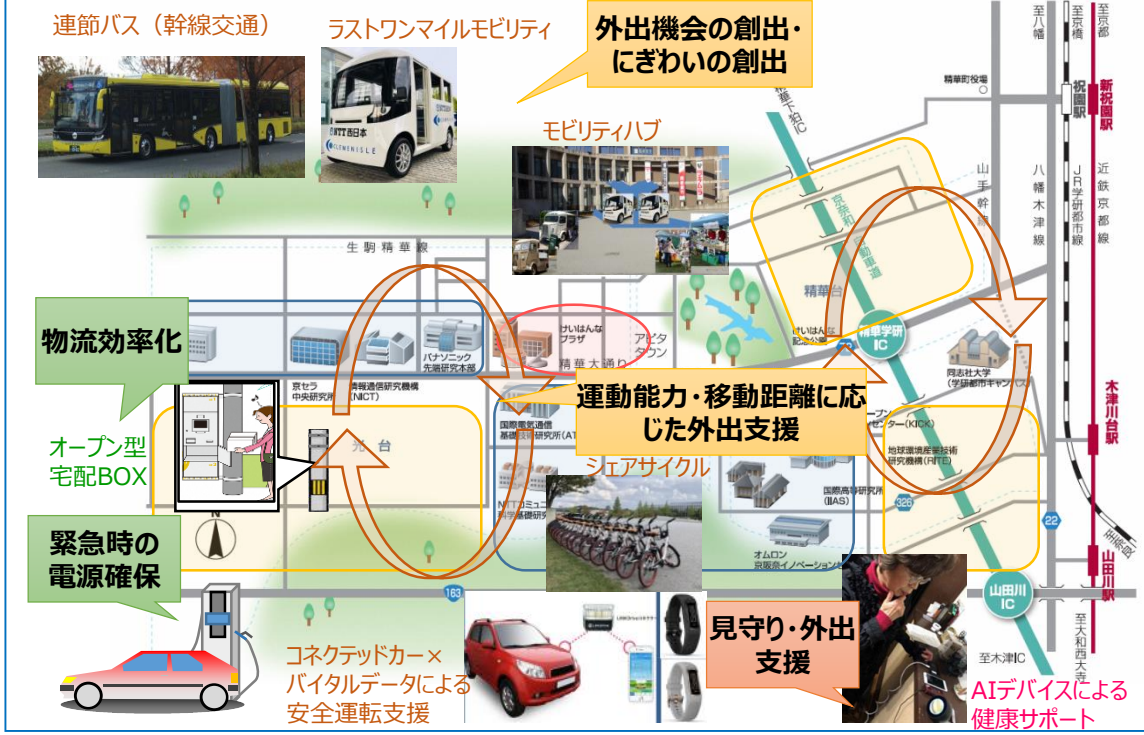 連節バス（幹線交通）
ラストワンマイルモビリティ
外出機会の創出・
にぎわいの創出
NTT西日本
CLEMENISLE
モビリティハブ
精華下狛IC
精華町役場
至八幡
至京橋
至京都
祝園駅
新祝園駅
山手幹線
八幡木津線
JR学研都市線
近鉄京都線
京奈和
自動車道
生駒精華線
精華台
物流効率化
パナソニック
先端研究本部
けいはんな
プラザ
アピタ
タウン
精華大通り
けいはんな
記念公園
精華学研
IC
同志社大学
(学研都市キャンパス)
京セラ
中央研究所
情報通信研究機構
(NICT)
運動能力・移動距離に応
じた外出支援
国際電気通信
基礎技術研究所(AT
ープン
センター(KICK)
木津川台駅
オープン型
宅配BOX
光台
シェアサイクル
地球環境産業技術
研究機構(RITE)
国際高等研究所
(IIAS)
NTTコミュニ
科学基礎研
326
22
N
オムロン
京阪奈イノベーションセ
至奈良
山田川駅
緊急時の
電源確保
163
山田川
IC
見守り・外出
支援
至木津IC
至大和西大寺
コネクテッドカー×
バイタルデータによる
安全運転支援
AIデバイスによる
健康サポート